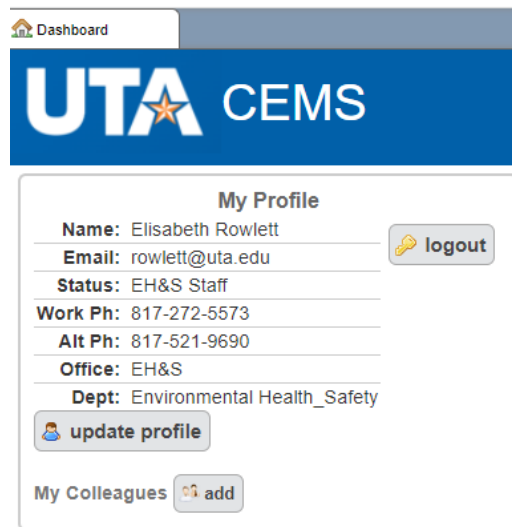 Dashboard
UTA CEMS
My Profile
Name: Elisabeth Rowlett
logout
Email: rowlett@uta.edu
Status: EH&S Staff
Work Ph: 817-272-5573
Alt Ph: 817-521-9690
Office: EH&S
Dept: Environmental Health_Safety
update profile
My Colleagues add